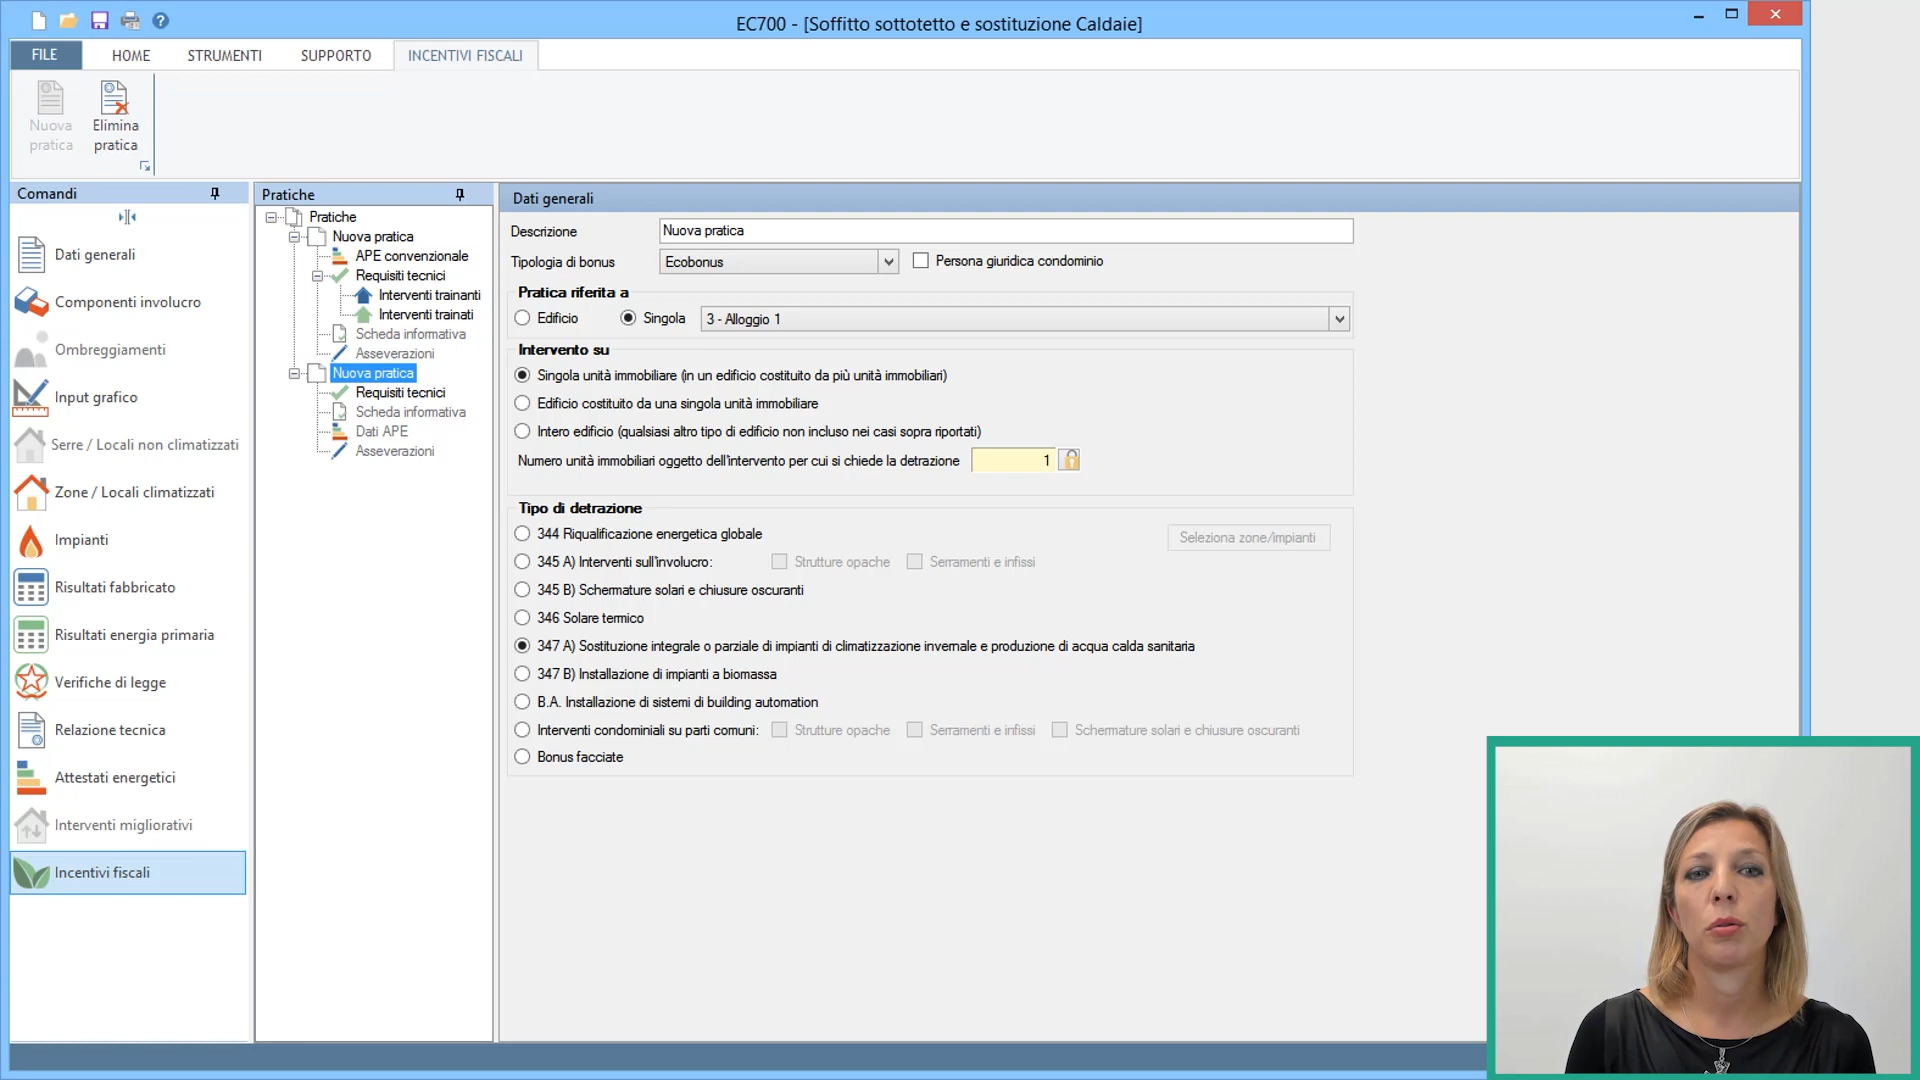 EC700 - [Soffitto sottotetto e sostituzione Caldaie]
FILE
HOME
STRUMENTI
SUPPORTO
INCENTIVI FISCALI
Nuova
pratica
Elimina
pratica
Comandi
Dati generali
Componenti involucro
Ombreggiamenti
Input grafico
Serre / Locali non climatizzati
Zone / Locali climatizzati
Impianti
Risultati fabbricato
Risultati energia primaria
Verifiche di legge
Relazione tecnica
Attestati energetici
Interventi migliorativi
Incentivi fiscali
Pratiche
Pratiche
Nuova pratica
APE convenzionale
Requisiti tecnici
Interventi trainanti
Interventi trainati
Scheda informativa
Asseverazioni
Nuova pratica
Requisiti tecnici
Scheda informativa
Dati APE
Asseverazioni
Dati generali
Descrizione
Nuova pratica
Tipologia di bonus
Ecobonus
Persona giuridica condominio
Pratica riferita a
Edificio
Singola
3 - Alloggio 1
Intervento su
Singola unità immobiliare (in un edificio costituito da più unità immobiliari)
Edificio costituito da una singola unità immobiliare
Intero edificio (qualsiasi altro tipo di edificio non incluso nei casi sopra riportati)
Numero unità immobiliari oggetto dell'intervento per cui si chiede la detrazione
1
Tipo di detrazione
344 Riqualificazione energetica globale
Seleziona zone/impianti
345 A) Interventi sull'involucro:
Strutture opache
Serramenti e infissi
345 B) Schermature solari e chiusure oscuranti
346 Solare termico
347 A) Sostituzione integrale o parziale di impianti di climatizzazione invernale e produzione di acqua calda sanitaria
347 B) Installazione di impianti a biomassa
B.A. Installazione di sistemi di building automation
Interventi condominiali su parti comuni:
Strutture opache
Serramenti e infissi
Schermature solari e chiusure oscuranti
Bonus facciate